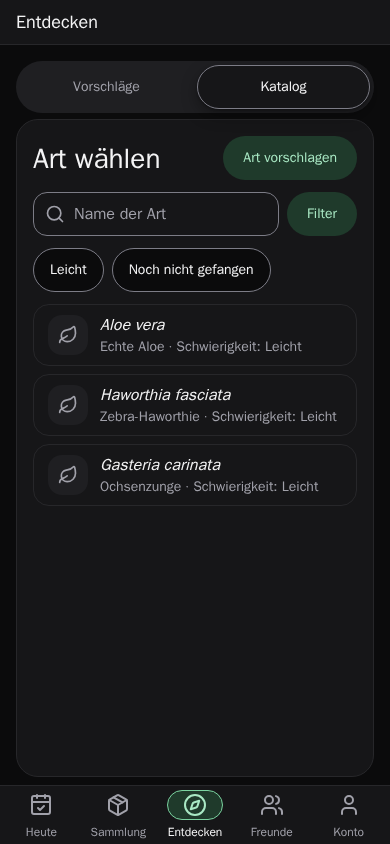 Entdecken
Vorschläge
Katalog
Art wählen
Art vorschlagen
Name der Art
Filter
Leicht
Noch nicht gefangen
Aloe vera
Echte Aloe · Schwierigkeit: Leicht
Haworthia fasciata
Zebra-Haworthie · Schwierigkeit: Leicht
Gasteria carinata
Ochsenzunge · Schwierigkeit: Leicht
Heute
Sammlung
Entdecken
Freunde
Konto